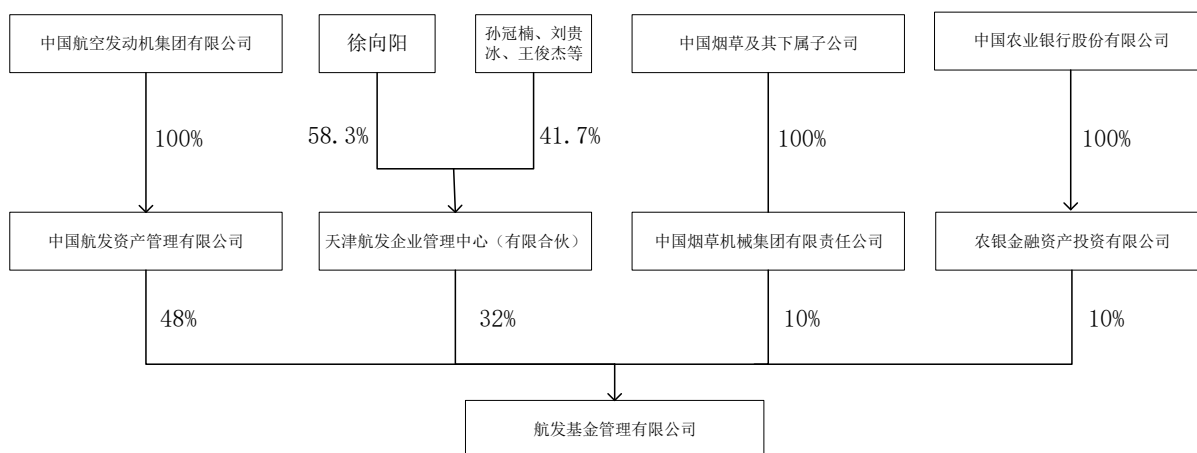 中国航空发动机集团有限公司
徐向阳
孙冠楠、刘贵
冰、王俊杰等
中国烟草及其下属子公司
中国农业银行股份有限公司
100%
58.3%
41.7%
100%
100%
中国航发资产管理有限公司
天津航发企业管理中心（有限合伙）
中国烟草机械集团有限责任公司
农银金融资产投资有限公司
48%
32%
10%
10%
航发基金管理有限公司